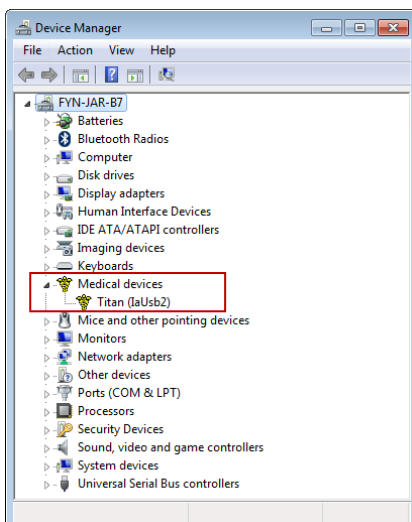 Device Manager
File Action View Help
FYN-JAR-B7
Batteries
Bluetooth Radios
Computer
Disk drives
Display adapters
Human Interface Devices
IDE ATA/ATAPI controllers
Imaging devices
Keyboards
Medical devices
Titan (IaUsb2)
Mice and other pointing devices
Monitors
Network adapters
Other devices
Ports (COM & LPT)
Processors
Security Devices
Sound, video and game controllers
System devices
Universal Serial Bus controllers